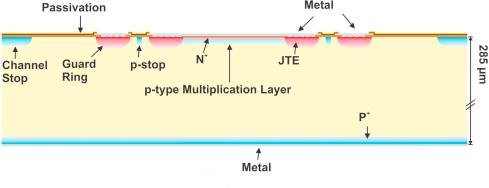 Metal
Passivation
Channel
Stop
Guard
Ring
p-stop
N+
JTE
p-type Multiplication Layer
285 µm
P+
Metal